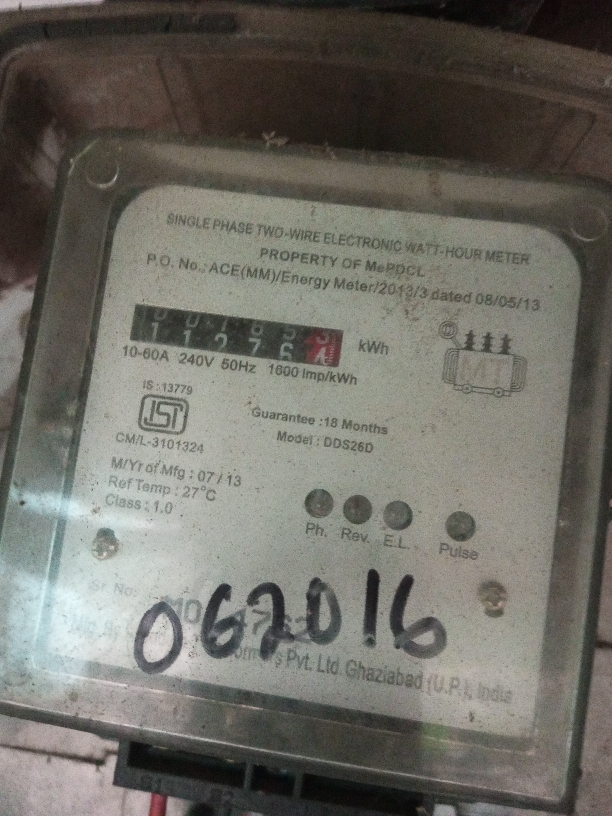 SINGLE PHASE TWO-WIRE ELECTRONIC WATT-HOUR METER
PROPERTY OF MePDCL
P.O. No.: ACE(MM)/Energy Meter/2013/3 dated 08/05/13
1 1 2 7 6 4 kWh
10-60A 240V 50Hz 1600 Imp/kWh
IS : 13779
ISI
CM/L-3101324
MT
Guarantee : 18 Months
Model : DDS26D
M/Yr of Mfg : 07 / 13
Ref Temp : 27°C
Class : 1.0
Ph. Rev. E.L. Pulse
Sr No:
062016
Pvt. Ltd. Ghaziabad (U.P.), India